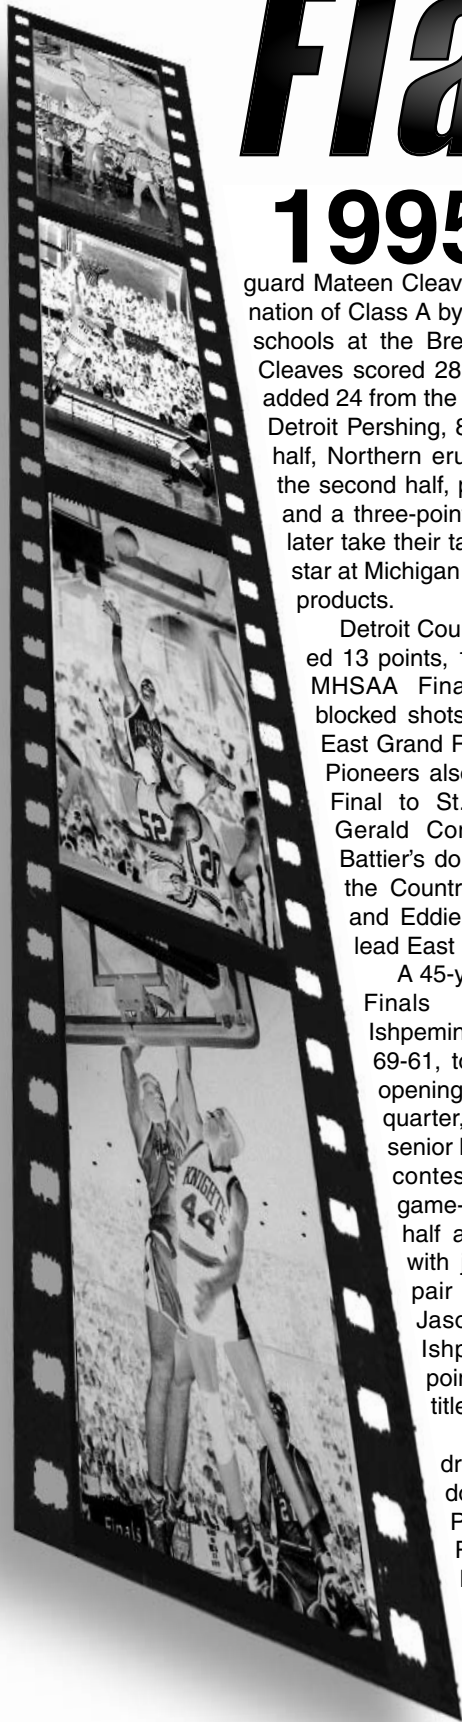 Fla
1995
guard Mateen Cleav
nation of Class A by
schools at the Bre
Cleaves scored 28
added 24 from the
Detroit Pershing, 8
half, Northern eru
the second half, p
and a three-poin
later take their ta
star at Michigan
products.
Detroit Cou
ed 13 points, 1
MHSAA Fina
blocked shots
East Grand R
Pioneers also
Final to St.
Gerald Con
Battier's do
the Countr
and Eddie
lead East
A 45-y
Finals
Ishpemin
69-61, to
opening
quarter,
senior
contes
game-
half a
with
pair
Jaso
Ishp
poin
title
dr
do
P
52
20
KNIGHTS
44
Finals